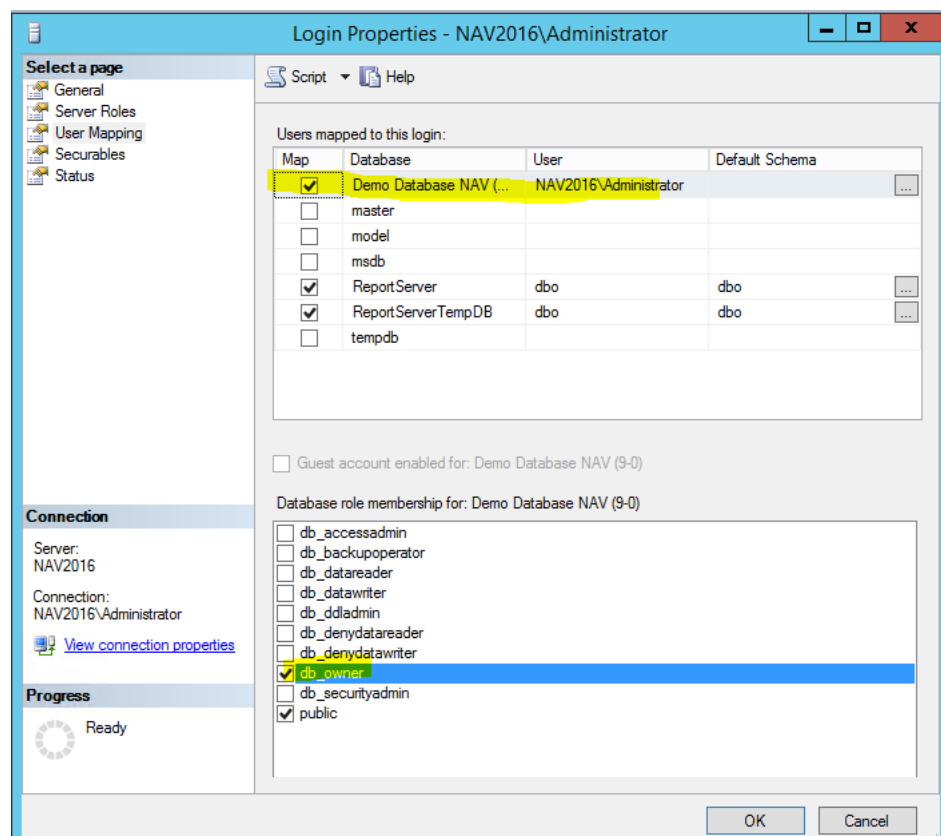 Login Properties - NAV2016\Administrator
Select a page
General
Server Roles
User Mapping
Securables
Status
Script
Help
Users mapped to this login:
Map Database User Default Schema
Demo Database NAV (... NAV2016\Administrator ...
master
model
msdb
ReportServer dbo dbo ...
ReportServerTempDB dbo dbo ...
tempdb
Guest account enabled for: Demo Database NAV (9-0)
Database role membership for: Demo Database NAV (9-0)
db_accessadmin
db_backupoperator
db_datareader
db_datawriter
db_ddladmin
db_denydatareader
db_denydatawriter
db_owner
db_securityadmin
public
Connection
Server:
NAV2016
Connection:
NAV2016\Administrator
View connection properties
Progress
Ready
OK
Cancel